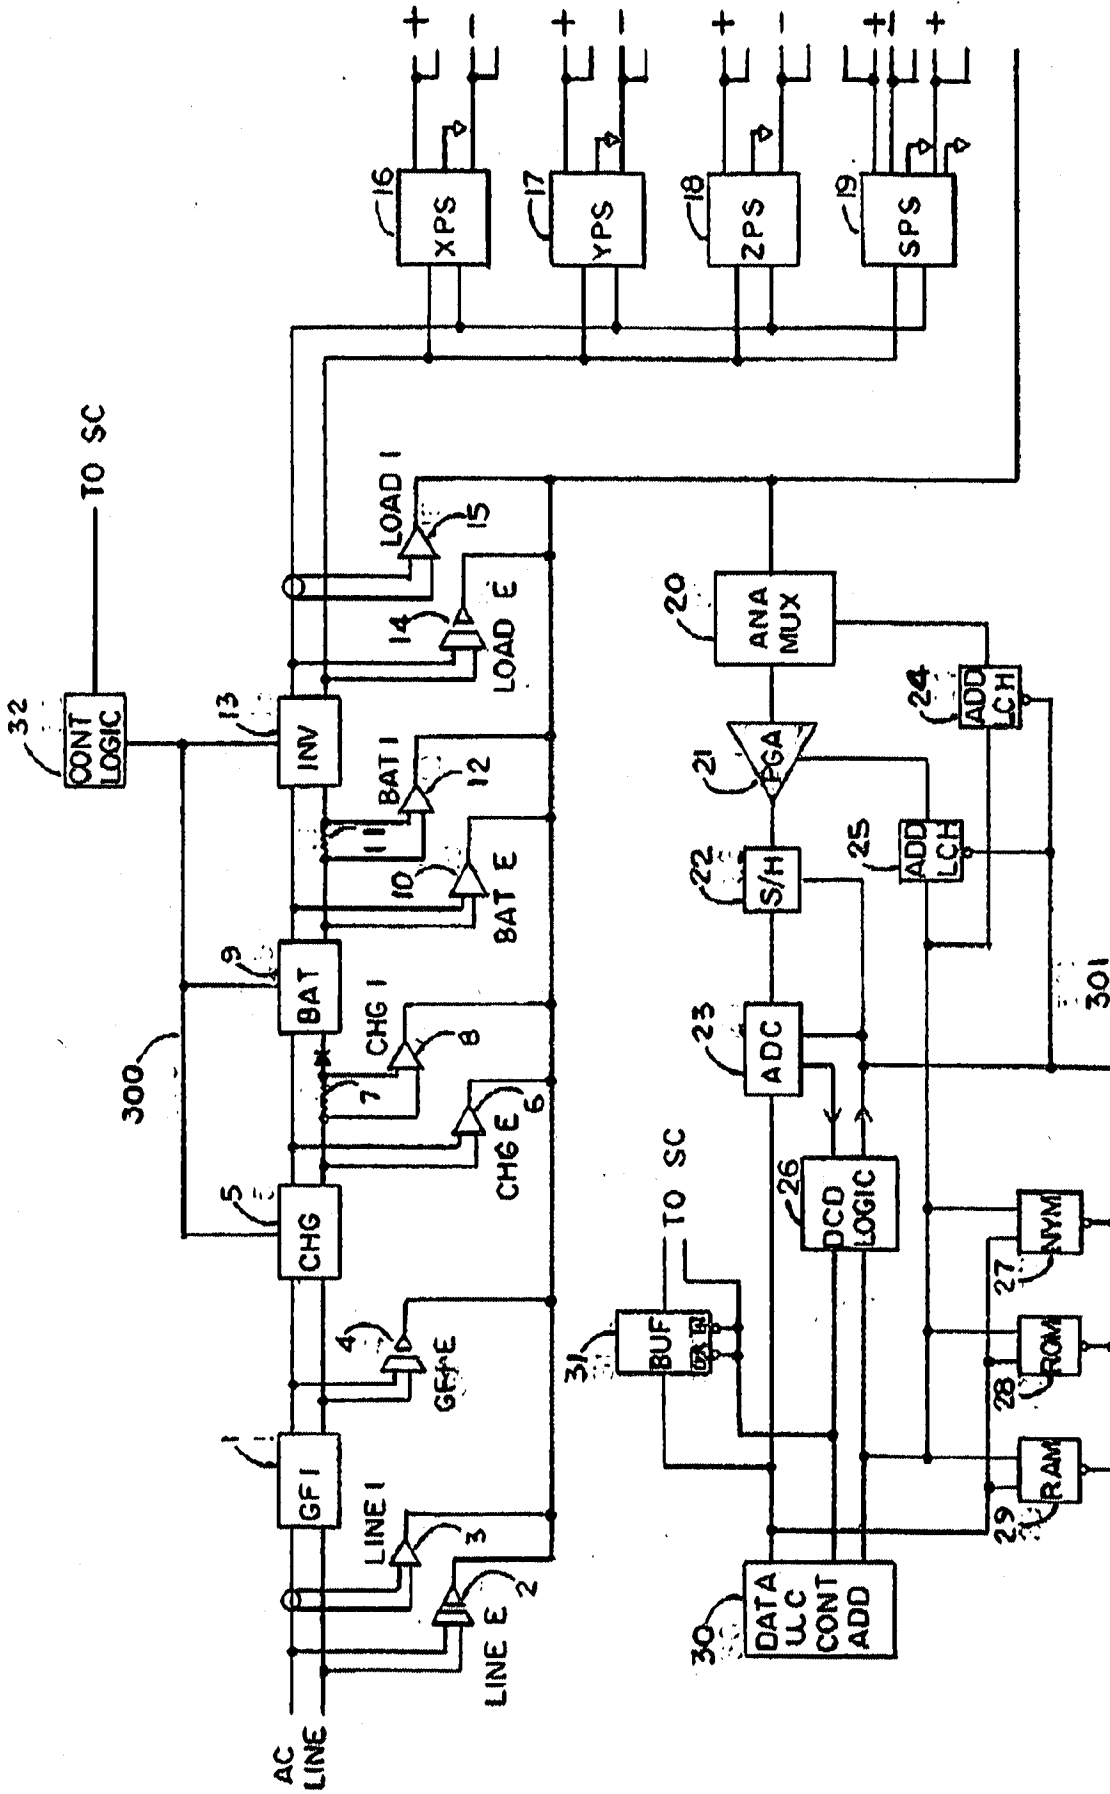 32
CONT
LOGIC
TO SC
300
AC
LINE
1
GFI
5
CHG
9
BAT
13
INV
LINE I
3
LINE E
2
4
GFI E
7
CHG I
8
CHG E
6
11
BAT I
12
10
BAT E
LOAD I
15
14
LOAD E
16
XPS
+
-
17
YPS
+
-
18
ZPS
+
-
19
SPS
+
-
+
+
31
BUF
TO SC
30
DATA
CONT
ADD
26
DCD
LOGIC
23
ADC
22
S/H
21
PGA
20
ANA
MUX
25
ADD
LCH
24
ADD
LCH
29
RAM
28
ROM
27
NYM
301